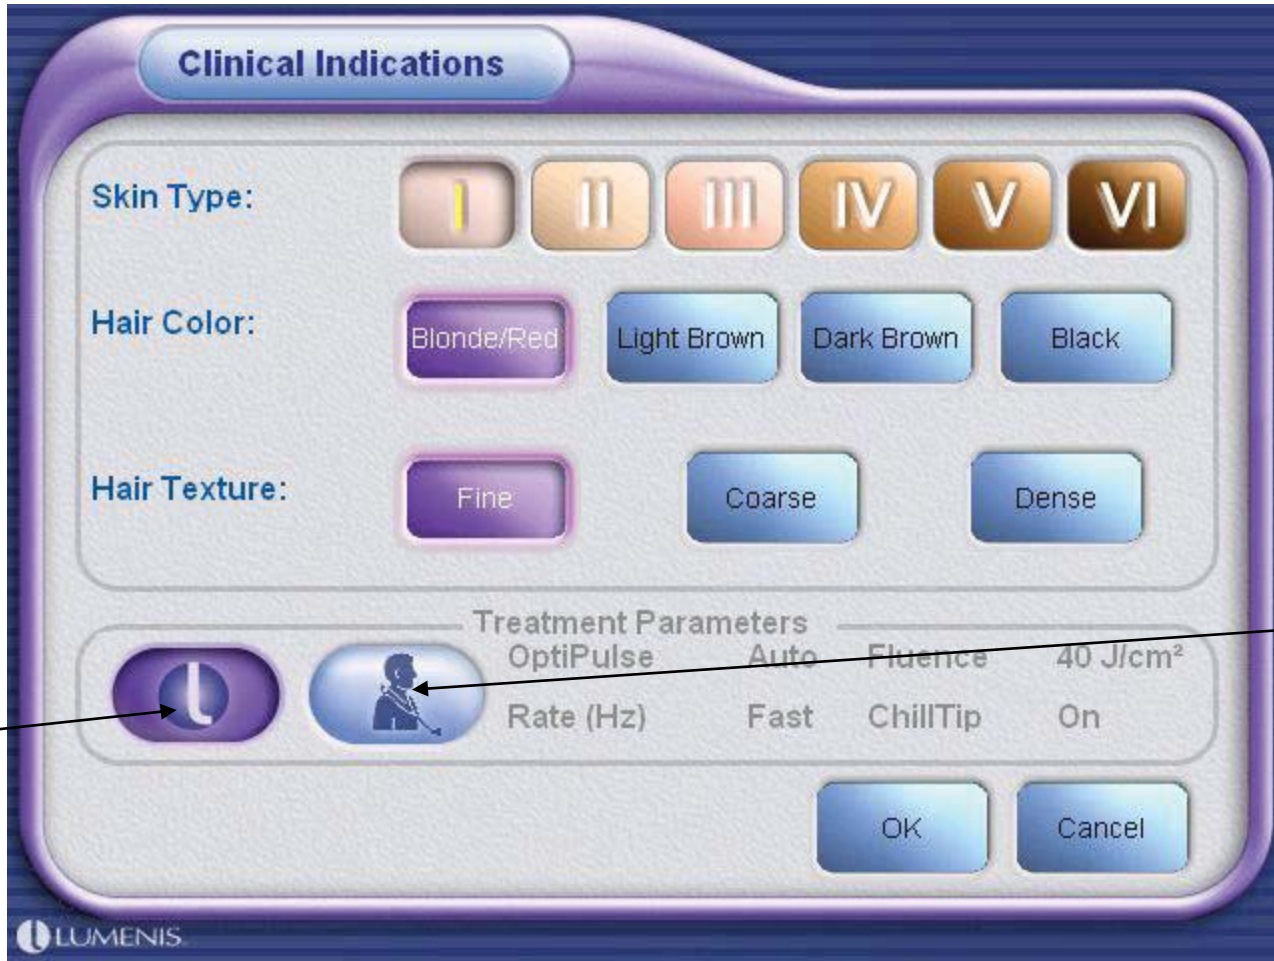 Clinical Indications
Skin Type: I II III IV V VI
Hair Color: Blonde/Red Light Brown Dark Brown Black
Hair Texture: Fine Coarse Dense
Treatment Parameters
OptiPulse Auto Fluence 40 J/cm²
Rate (Hz) Fast ChillTip On
OK Cancel
LUMENIS